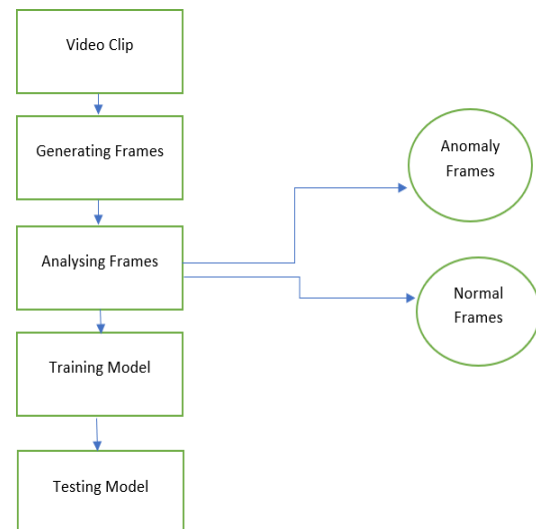 Video Clip
Generating Frames
Analysing Frames
Training Model
Testing Model
Anomaly
Frames
Normal
Frames